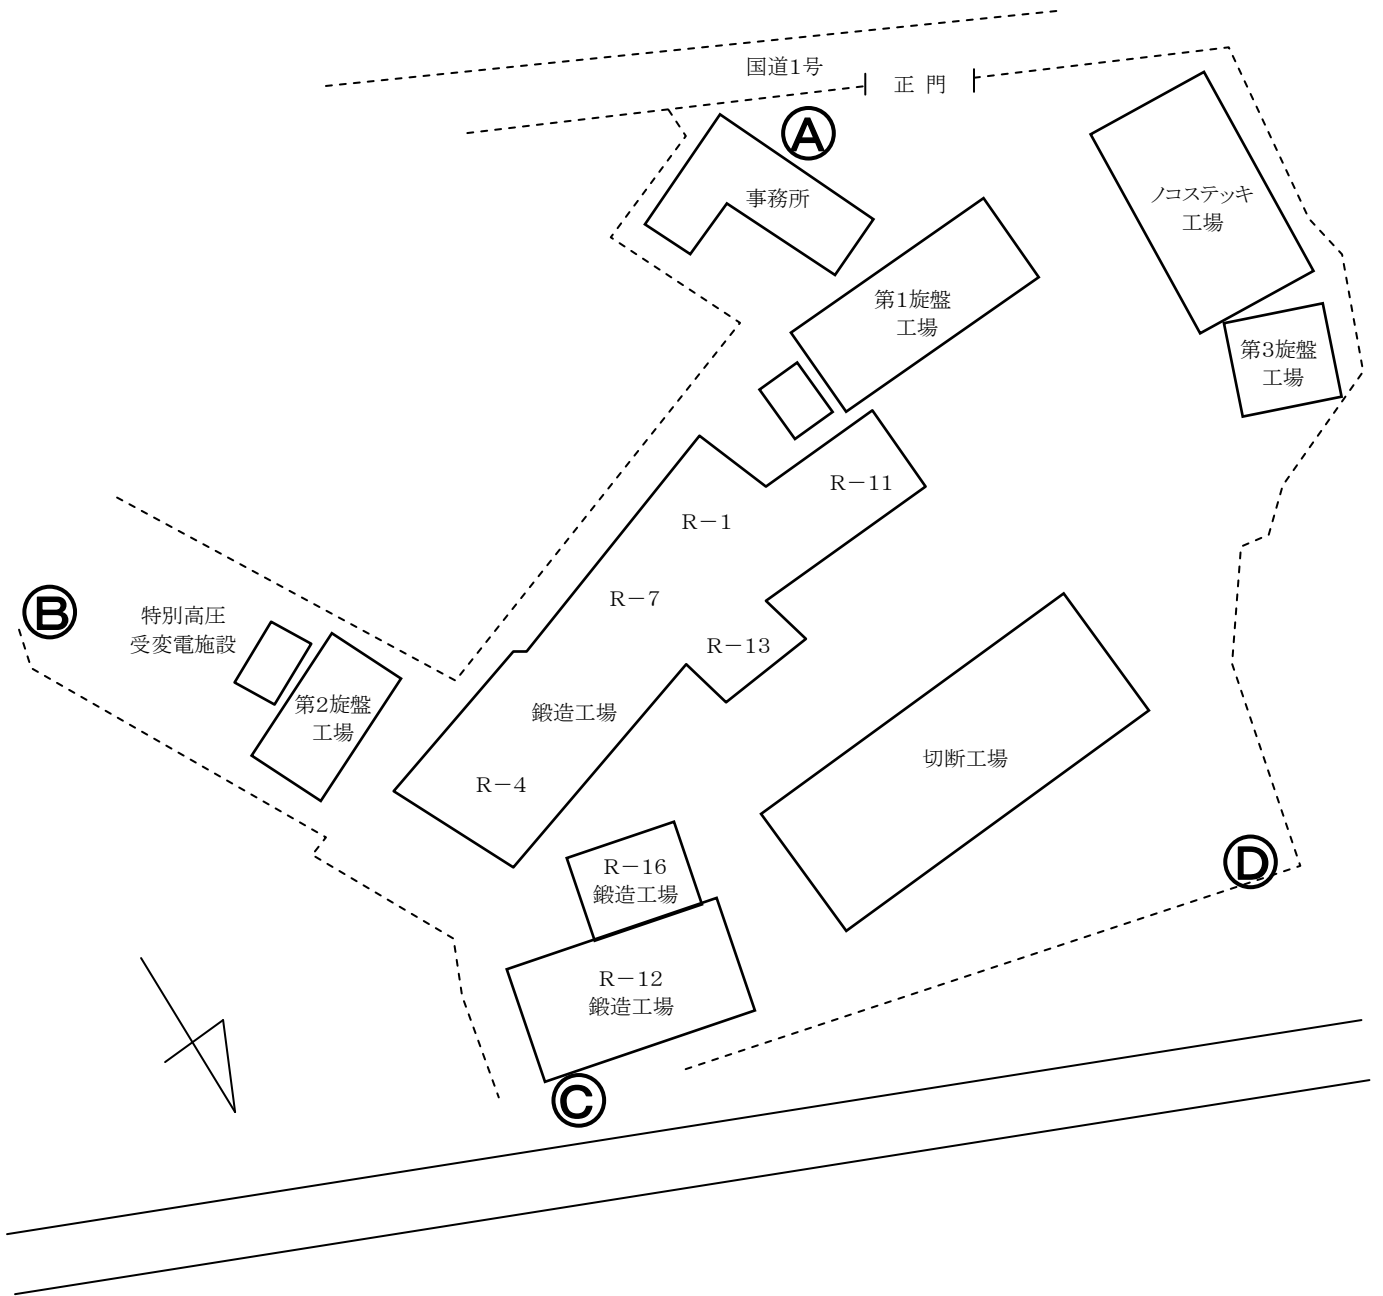 国道1号
正 門
Ⓐ
事務所
ノコステッキ
工場
第1旋盤
工場
第3旋盤
工場
R-11
R-1
R-7
R-13
Ⓑ
特別高圧
受変電施設
第2旋盤
工場
鍛造工場
R-4
切断工場
R-16
鍛造工場
Ⓓ
R-12
鍛造工場
Ⓒ